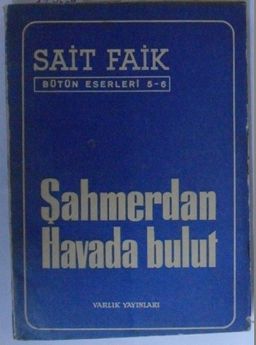 SAİT FAİK
BÜTÜN ESERLERİ 5-6
Şahmerdan
Havada bulut
VARLIK YAYINLARI